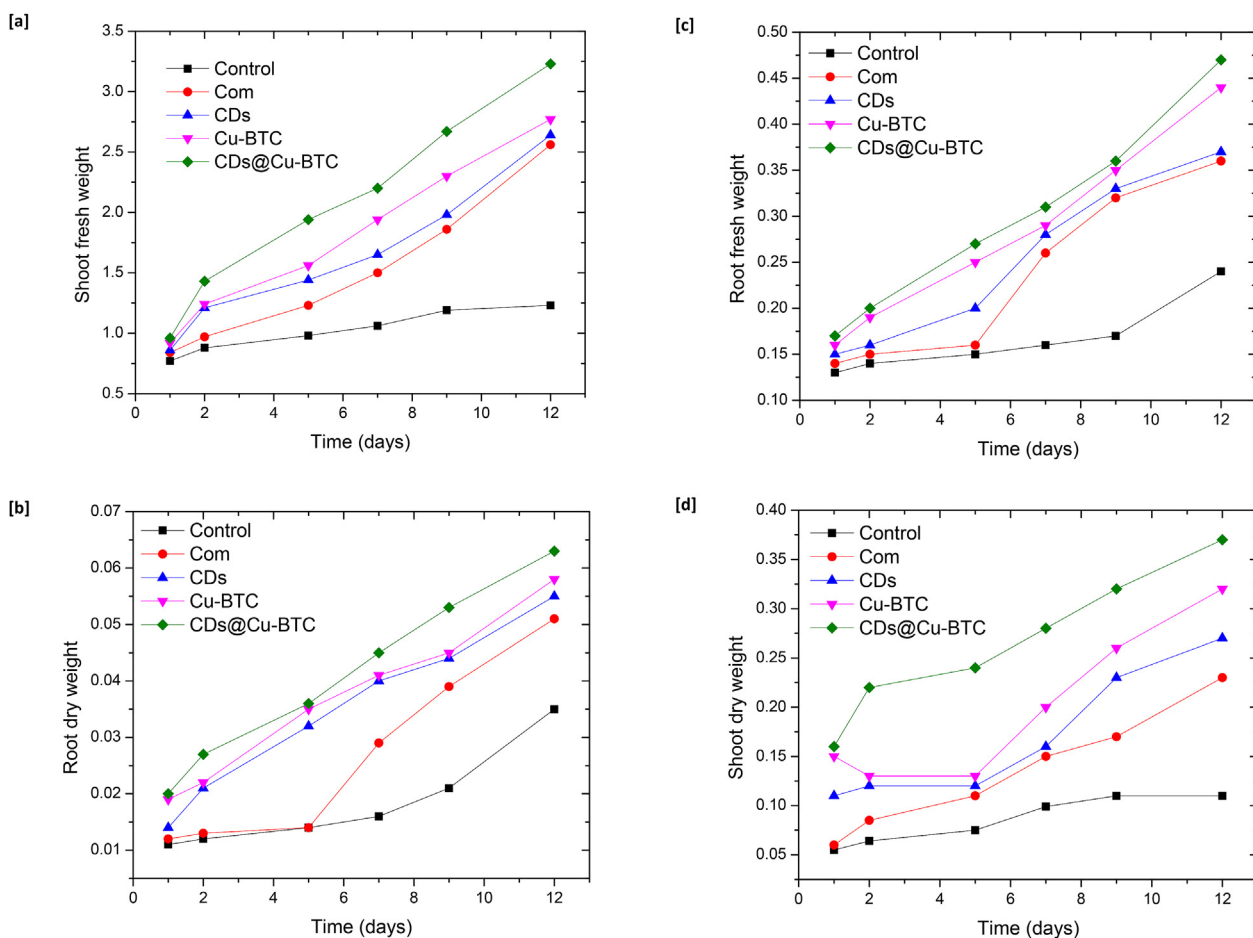 [a]
3.5
3.0
2.5
2.0
1.5
1.0
0.5
Shoot fresh weight
Control
Com
CDs
Cu-BTC
CDs@Cu-BTC
0 2 4 6 8 10 12
Time (days)
[c]
0.50
0.45
0.40
0.35
0.30
0.25
0.20
0.15
0.10
Root fresh weight
Control
Com
CDs
Cu-BTC
CDs@Cu-BTC
0 2 4 6 8 10 12
Time (days)
[b]
0.07
0.06
0.05
0.04
0.03
0.02
0.01
Root dry weight
Control
Com
CDs
Cu-BTC
CDs@Cu-BTC
0 2 4 6 8 10 12
Time (days)
[d]
0.40
0.35
0.30
0.25
0.20
0.15
0.10
0.05
Shoot dry weight
Control
Com
CDs
Cu-BTC
CDs@Cu-BTC
0 2 4 6 8 10 12
Time (days)